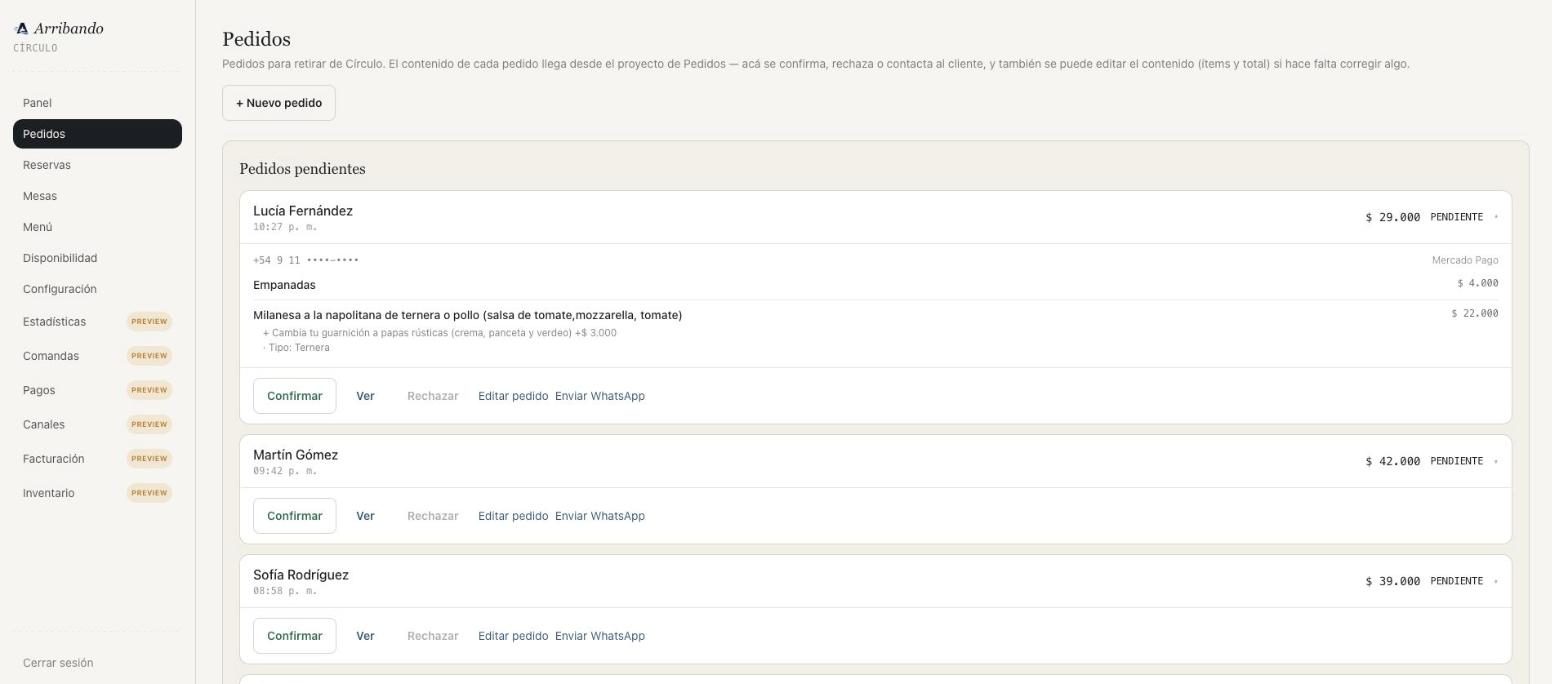 Arribando
CÍRCULO
Panel
Pedidos
Reservas
Mesas
Menú
Disponibilidad
Configuración
Estadísticas PREVIEW
Comandas PREVIEW
Pagos PREVIEW
Canales PREVIEW
Facturación PREVIEW
Inventario PREVIEW
Cerrar sesión
Pedidos
Pedidos para retirar de Círculo. El contenido de cada pedido llega desde el proyecto de Pedidos — acá se confirma, rechaza o contacta al cliente, y también se puede editar el contenido (ítems y total) si hace falta corregir algo.
+ Nuevo pedido
Pedidos pendientes
Lucía Fernández
10:27 p. m.
$ 29.000 PENDIENTE
+54 9 11 ••••–•••• Mercado Pago
Empanadas $ 4.000
Milanesa a la napolitana de ternera o pollo (salsa de tomate,mozzarella, tomate) $ 22.000
+ Cambia tu guarnición a papas rústicas (crema, panceta y verdeo) +$ 3.000
· Tipo: Ternera
Confirmar Ver Rechazar Editar pedido Enviar WhatsApp
Martín Gómez
09:42 p. m.
$ 42.000 PENDIENTE
Confirmar Ver Rechazar Editar pedido Enviar WhatsApp
Sofía Rodríguez
08:58 p. m.
$ 39.000 PENDIENTE
Confirmar Ver Rechazar Editar pedido Enviar WhatsApp